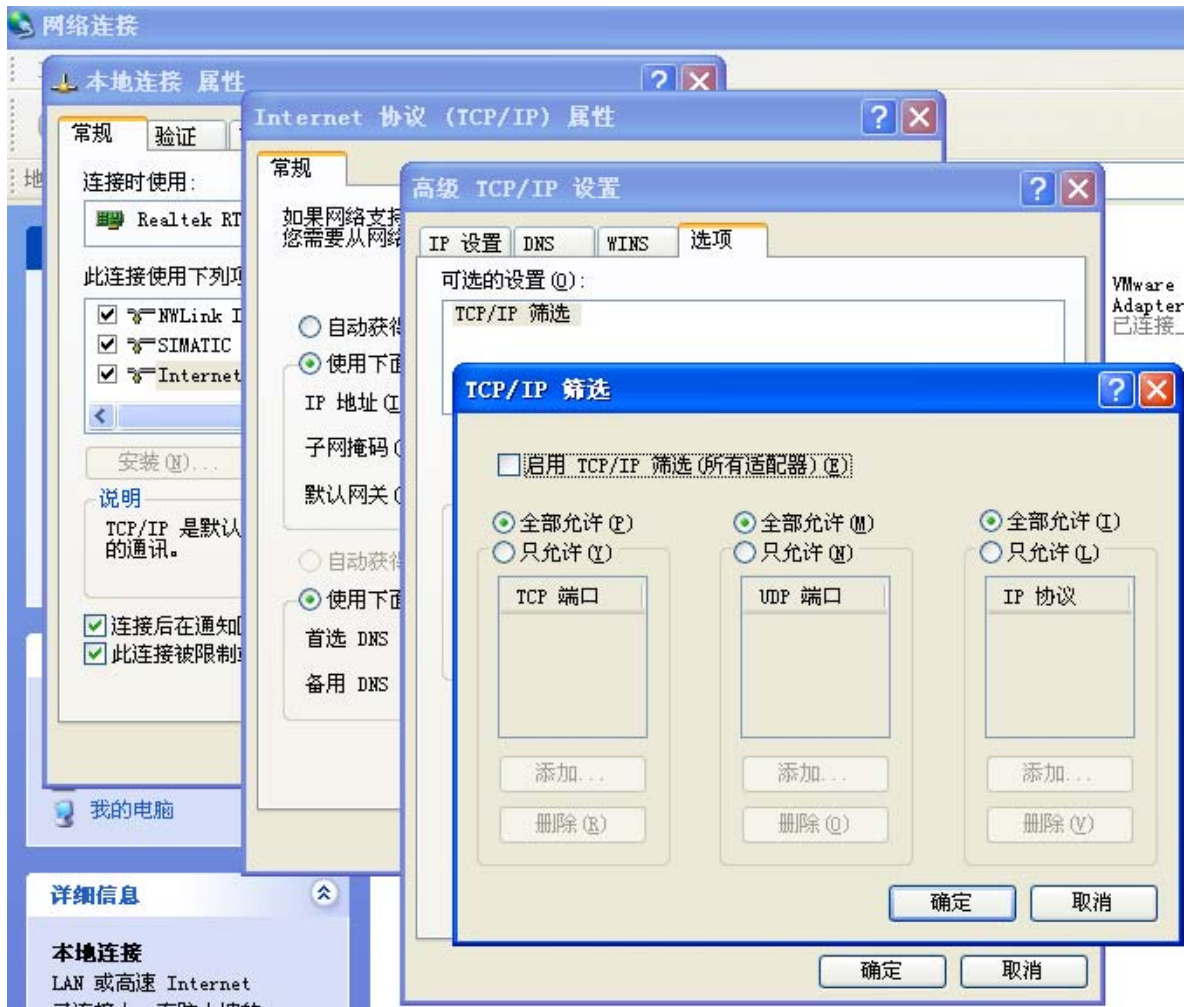 网络连接
本地连接 属性
常规 验证
连接时使用:
Realtek RT
此连接使用下列项
NWLink I
SIMATIC
Internet
安装(N)...
说明
TCP/IP 是默认
的通讯。
连接后在通知区
此连接被限制或
Internet 协议 (TCP/IP) 属性
常规
如果网络支持
您需要从网络
自动获得
使用下面
IP 地址(I
子网掩码(
默认网关(
自动获得
使用下面
首选 DNS
备用 DNS
高级 TCP/IP 设置
IP 设置 DNS WINS 选项
可选的设置(O):
TCP/IP 筛选
TCP/IP 筛选
启用 TCP/IP 筛选(所有适配器)(E)
全部允许(P) 全部允许(M) 全部允许(I)
只允许(Y) 只允许(N) 只允许(L)
TCP 端口 UDP 端口 IP 协议
添加... 添加... 添加...
删除(R) 删除(O) 删除(V)
确定 取消
确定 取消
VMware
Adapter
已连接
我的电脑
详细信息
本地连接
LAN 或高速 Internet